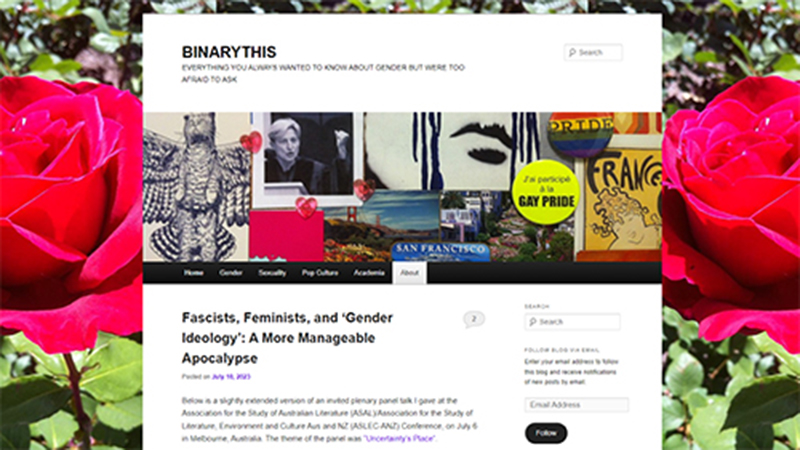 BINARYTHIS
EVERYTHING YOU ALWAYS WANTED TO KNOW ABOUT GENDER BUT WERE TOO
AFRAID TO ASK
Search
PRIDE
J'ai participé
à la
GAY PRIDE
FRANC
SAN FRANCISCO
Home Gender Sexuality Pop Culture Academia About
Fascists, Feminists, and ‘Gender
Ideology’: A More Manageable
Apocalypse
2
Posted on July 10, 2023
Below is a slightly extended version of an invited plenary panel talk I gave at the
Association for the Study of Australian Literature (ASAL)/Association for the Study of
Literature, Environment and Culture Aus and NZ (ASLEC-ANZ) Conference, on July 6
in Melbourne, Australia. The theme of the panel was “Uncertainty’s Place”.
SEARCH
Search
FOLLOW BLOG VIA EMAIL
Enter your email address to follow
this blog and receive notifications
of new posts by email.
Email Address
Follow